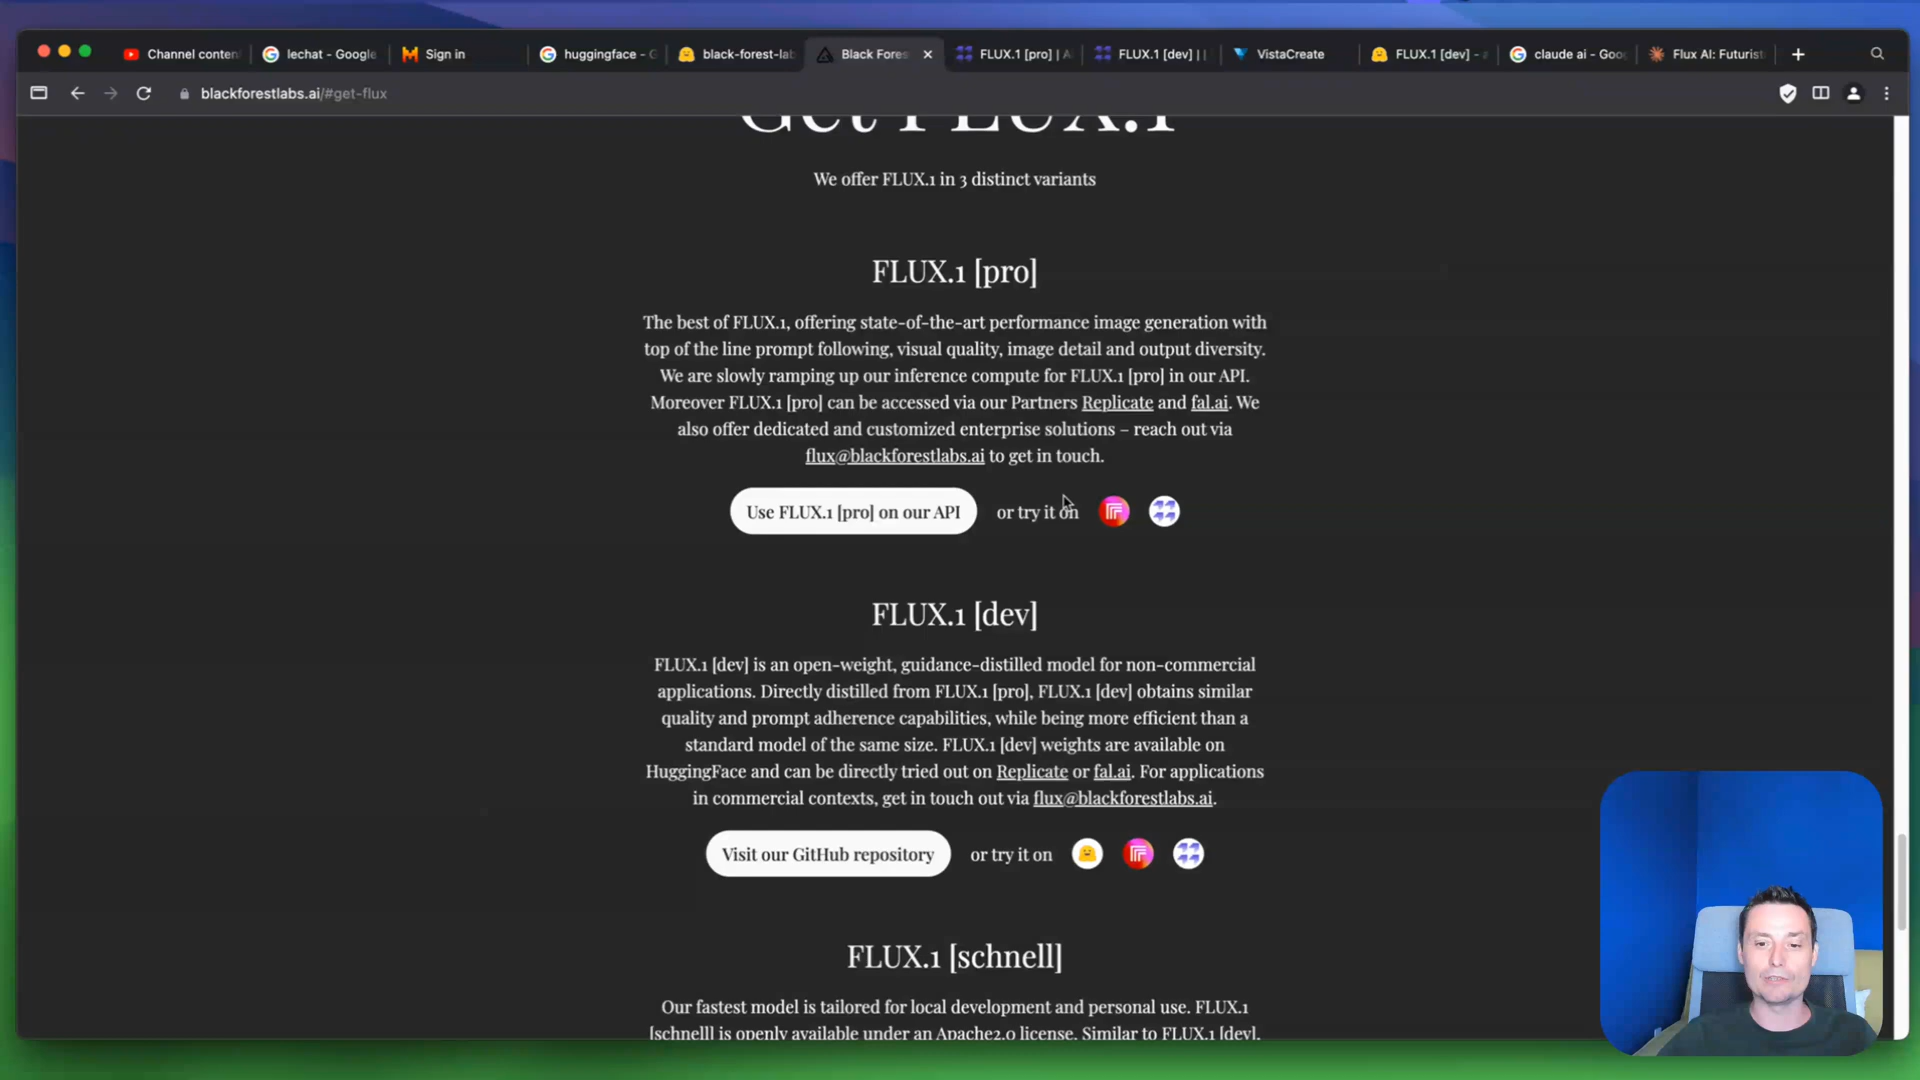 Channel conten
lechat - Google
Sign in
huggingface - G
black-forest-lab
Black Fores
FLUX.1 [pro] | A
FLUX.1 [dev] | |
VistaCreate
FLUX.1 [dev] - a
claude ai - Goo
Flux AI: Futurist
blackforestlabs.ai/#get-flux
Get FLUX.1
We offer FLUX.1 in 3 distinct variants
FLUX.1 [pro]
The best of FLUX.1, offering state-of-the-art performance image generation with
top of the line prompt following, visual quality, image detail and output diversity.
We are slowly ramping up our inference compute for FLUX.1 [pro] in our API.
Moreover FLUX.1 [pro] can be accessed via our Partners Replicate and fal.ai. We
also offer dedicated and customized enterprise solutions – reach out via
flux@blackforestlabs.ai to get in touch.
Use FLUX.1 [pro] on our API
or try it on
FLUX.1 [dev]
FLUX.1 [dev] is an open-weight, guidance-distilled model for non-commercial
applications. Directly distilled from FLUX.1 [pro], FLUX.1 [dev] obtains similar
quality and prompt adherence capabilities, while being more efficient than a
standard model of the same size. FLUX.1 [dev] weights are available on
HuggingFace and can be directly tried out on Replicate or fal.ai. For applications
in commercial contexts, get in touch out via flux@blackforestlabs.ai.
Visit our GitHub repository
or try it on
FLUX.1 [schnell]
Our fastest model is tailored for local development and personal use. FLUX.1
[schnell] is openly available under an Apache2.0 license. Similar to FLUX.1 [dev],